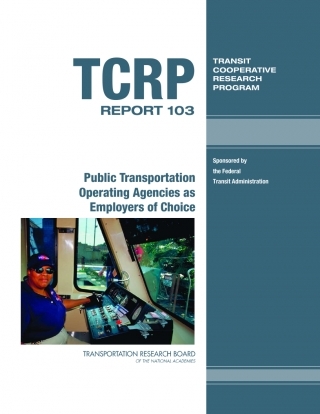 TCRP
REPORT 103
TRANSIT
COOPERATIVE
RESEARCH
PROGRAM
Sponsored by
the Federal
Transit Administration
Public Transportation
Operating Agencies as
Employers of Choice
TRANSPORTATION RESEARCH BOARD
OF THE NATIONAL ACADEMIES